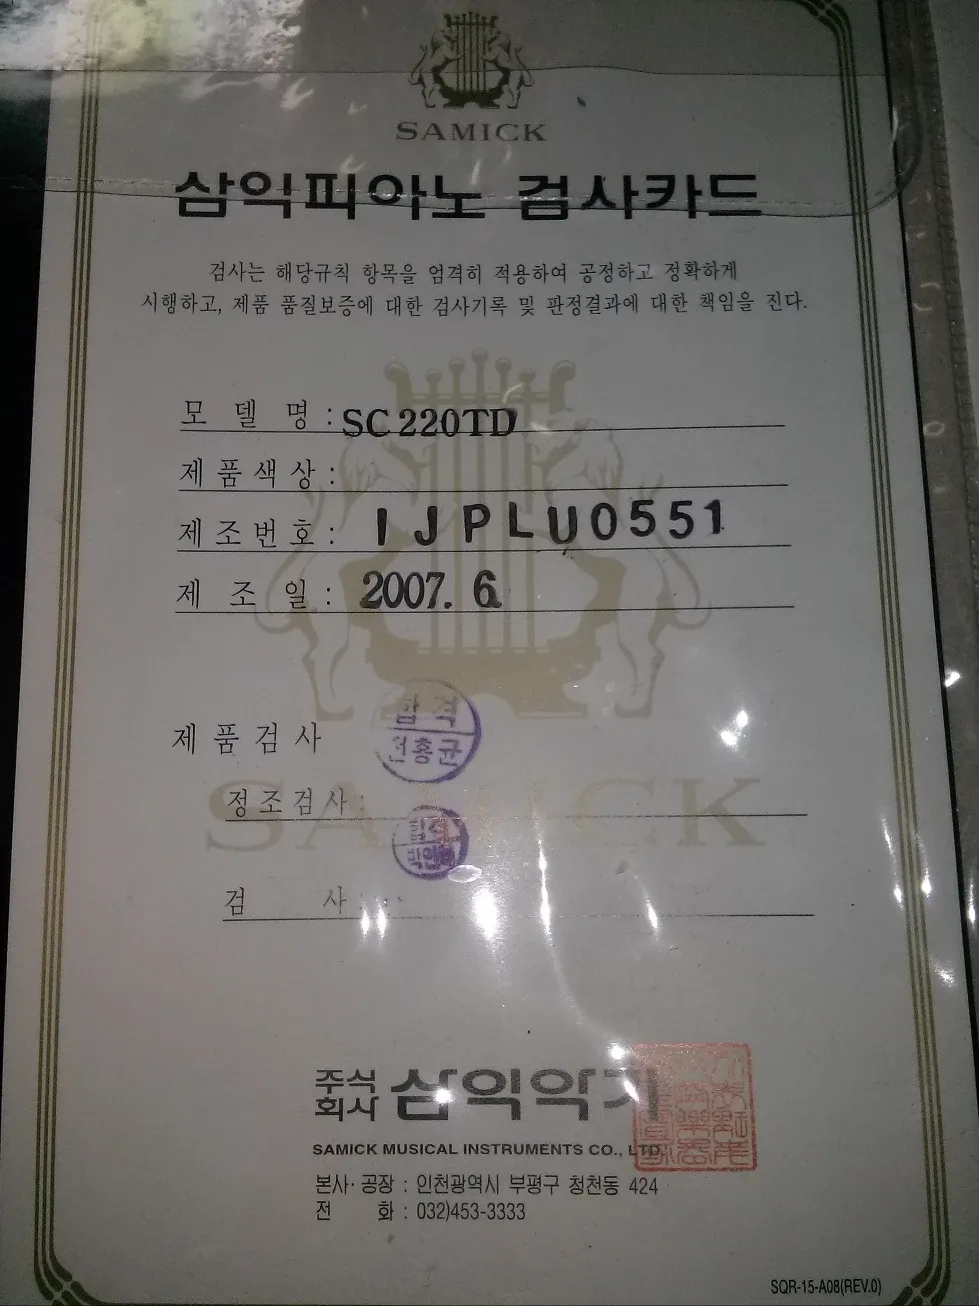 SAMICK
삼익피아노 검사카드
검사는 해당규칙 항목을 엄격히 적용하여 공정하고 정확하게
시행하고, 제품 품질보증에 대한 검사기록 및 판정결과에 대한 책임을 진다.
모 델 명 : SC220TD
제품색상 :
제조번호 : IJPLU0551
제 조 일 : 2007. 6.
제품검사
합격
전홍균
정조검사 :
합격
검 사 :
SAMICK
주식회사 삼익악기
SAMICK MUSICAL INSTRUMENTS CO., LTD.
본사·공장 : 인천광역시 부평구 청천동 424
전 화 : 032)453-3333
SQR-15-A08(REV.0)